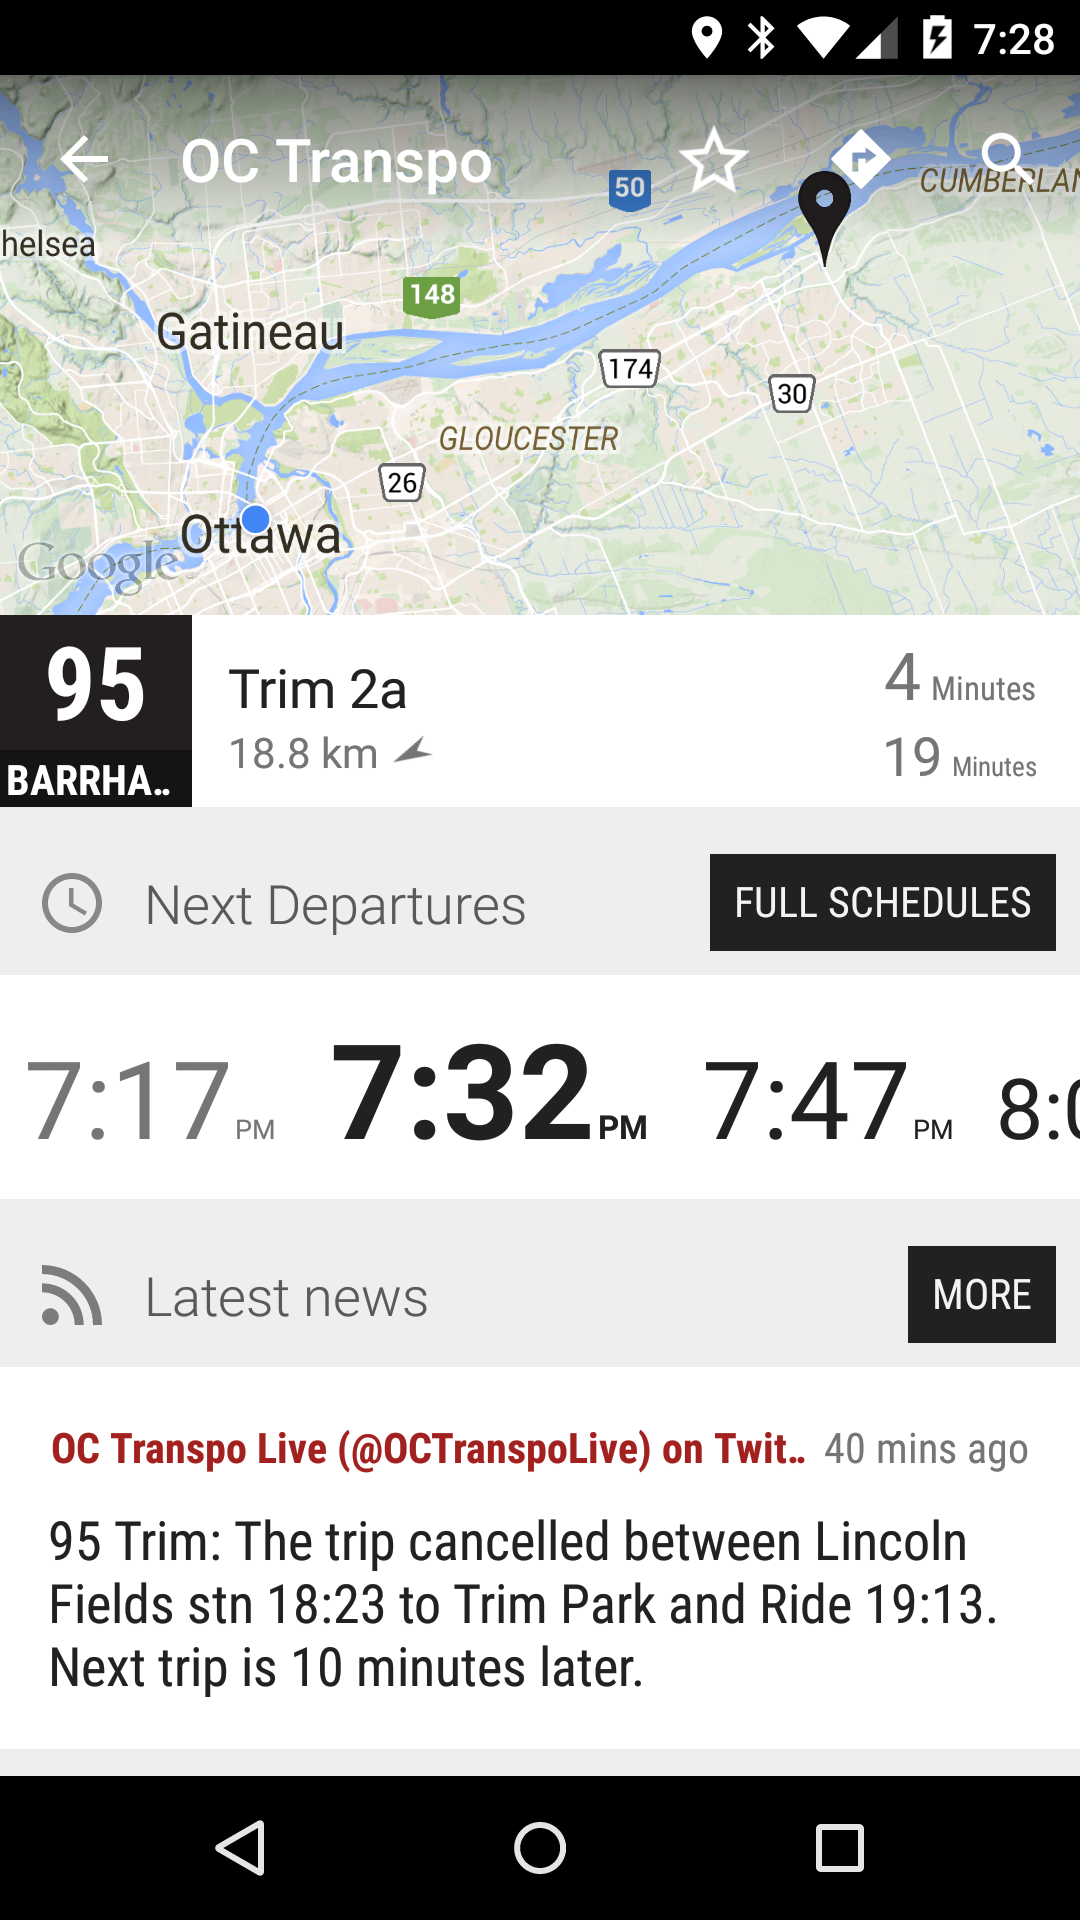 7:28
OC Transpo
50
CUMBERLAN
helsea
148
Gatineau
174
30
GLOUCESTER
26
Ottawa
Google
95
Trim 2a
4 Minutes
18.8 km
19 Minutes
BARRHA…
Next Departures
FULL SCHEDULES
7:17 PM
7:32 PM
7:47 PM
8:0
Latest news
MORE
OC Transpo Live (@OCTranspoLive) on Twit… 40 mins ago
95 Trim: The trip cancelled between Lincoln
Fields stn 18:23 to Trim Park and Ride 19:13.
Next trip is 10 minutes later.